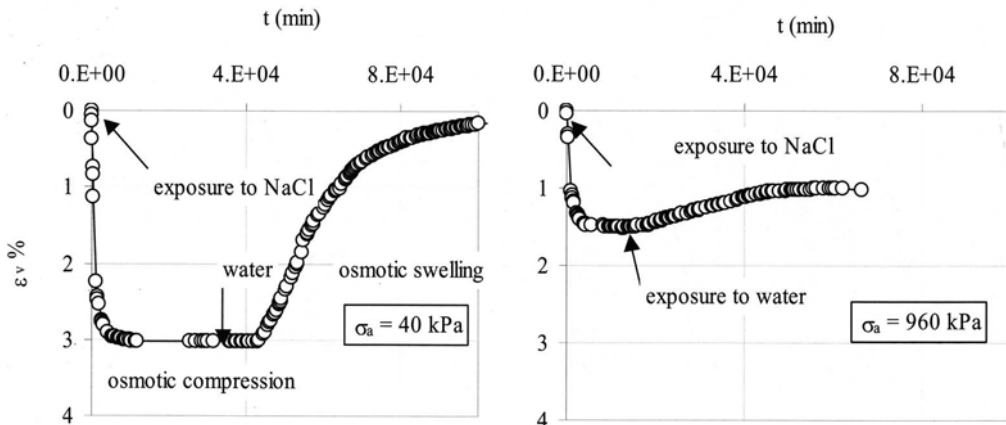 t (min)
0.E+00 4.E+04 8.E+04
0
1
2
3
4
ε v %
exposure to NaCl
water
osmotic swelling
σa = 40 kPa
osmotic compression
t (min)
0.E+00 4.E+04 8.E+04
0
1
2
3
4
exposure to NaCl
exposure to water
σa = 960 kPa